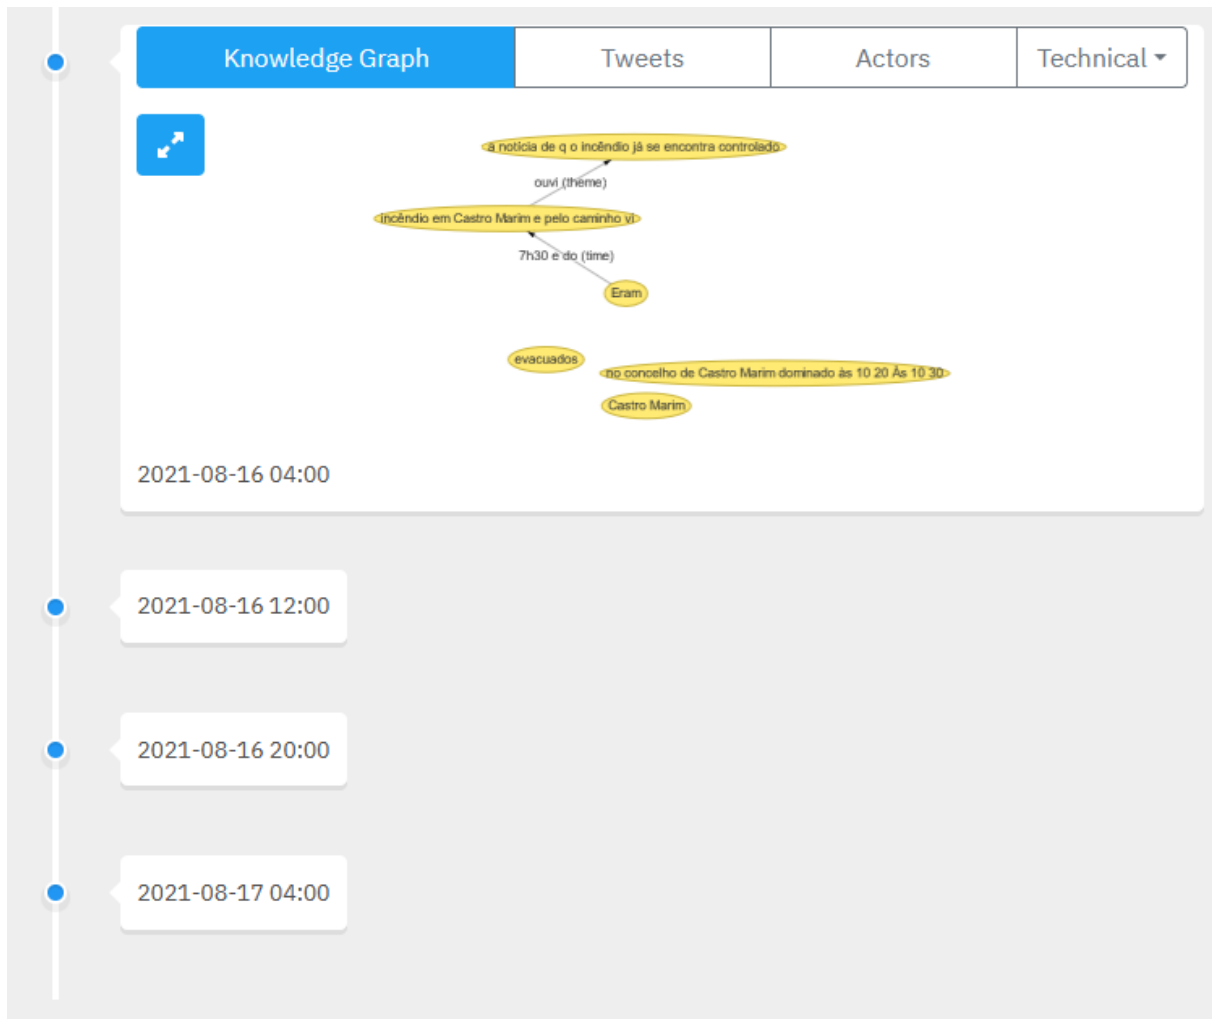 Knowledge Graph Tweets Actors Technical
a notícia de q o incêndio já se encontra controlado
ouvi (theme)
incêndio em Castro Marim e pelo caminho vi
7h30 e do (time)
Eram
evacuados
no concelho de Castro Marim dominado às 10 20 Às 10 30
Castro Marim
2021-08-16 04:00
2021-08-16 12:00
2021-08-16 20:00
2021-08-17 04:00